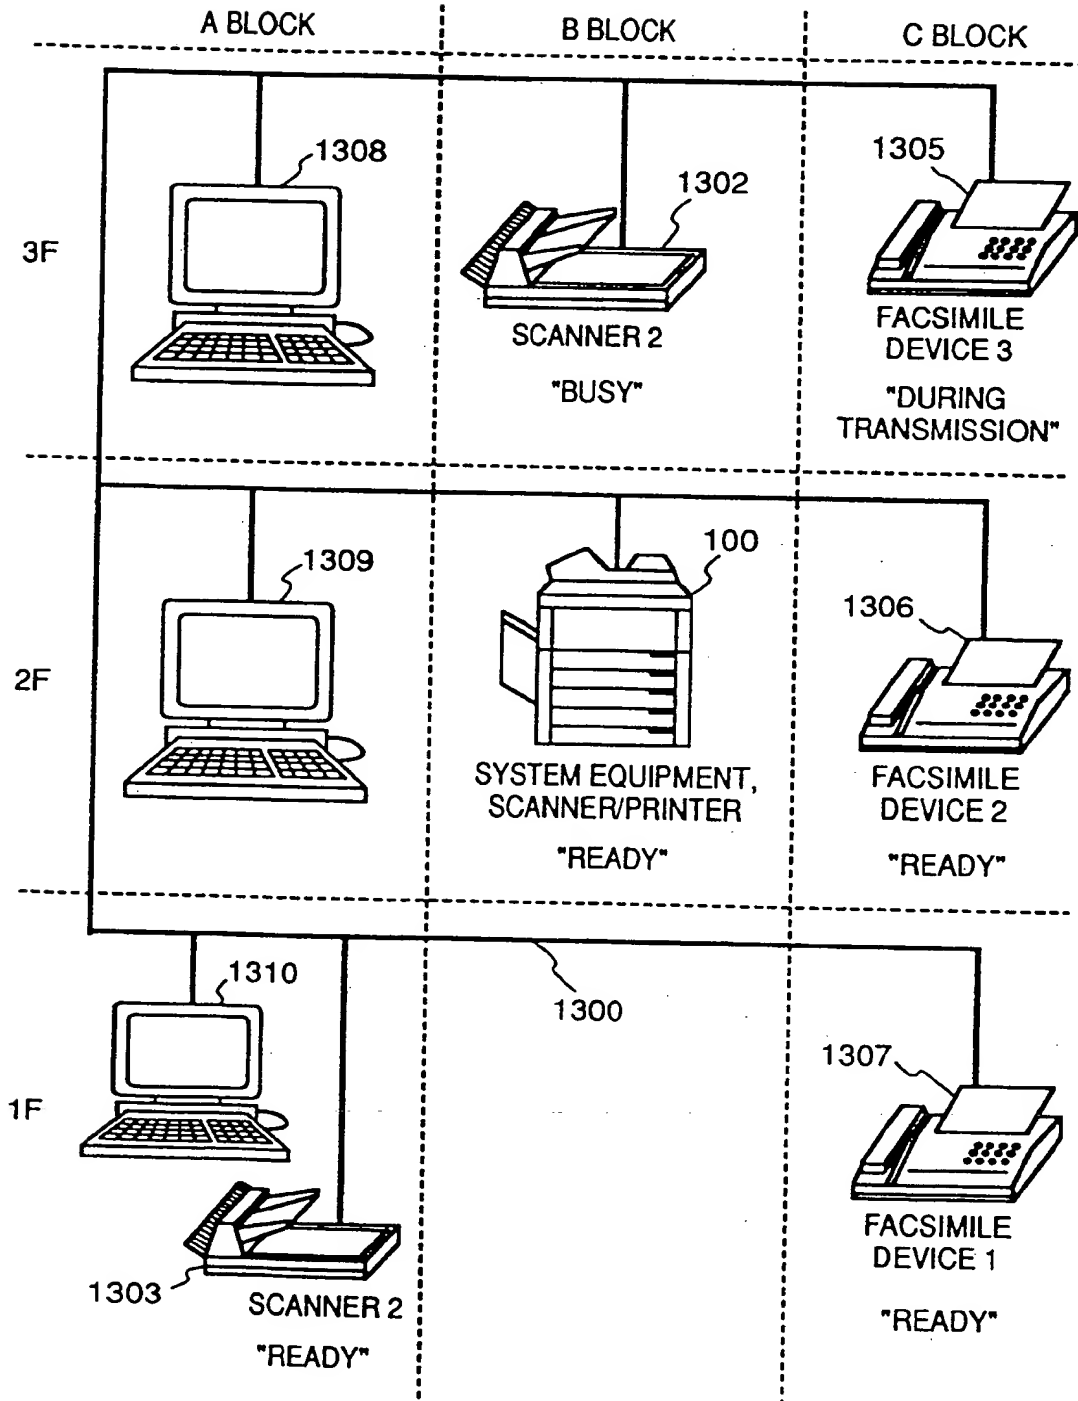 A BLOCK
B BLOCK
C BLOCK
3F
1308
1302
SCANNER 2
"BUSY"
1305
FACSIMILE
DEVICE 3
"DURING
TRANSMISSION"
2F
1309
100
SYSTEM EQUIPMENT,
SCANNER/PRINTER
"READY"
1306
FACSIMILE
DEVICE 2
"READY"
1F
1310
1300
1303
SCANNER 2
"READY"
1307
FACSIMILE
DEVICE 1
"READY"